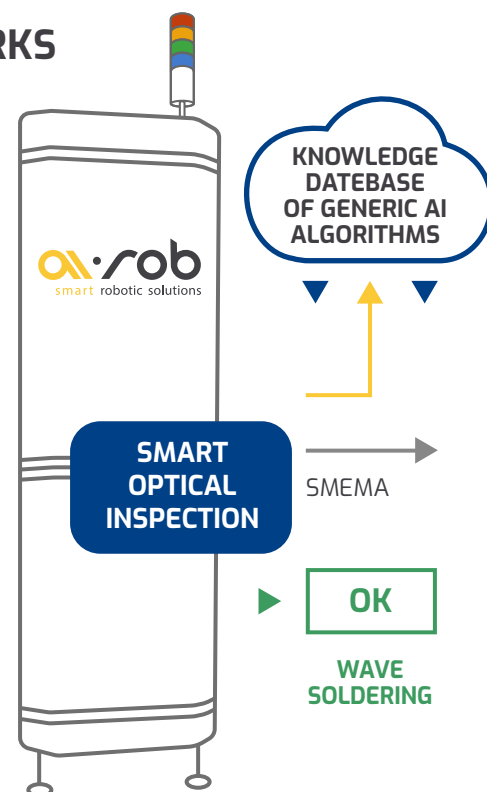 RKS
KNOWLEDGE
DATEBASE
OF GENERIC AI
ALGORITHMS
ai·rob
smart robotic solutions
SMART
OPTICAL
INSPECTION
SMEMA
OK
WAVE
SOLDERING